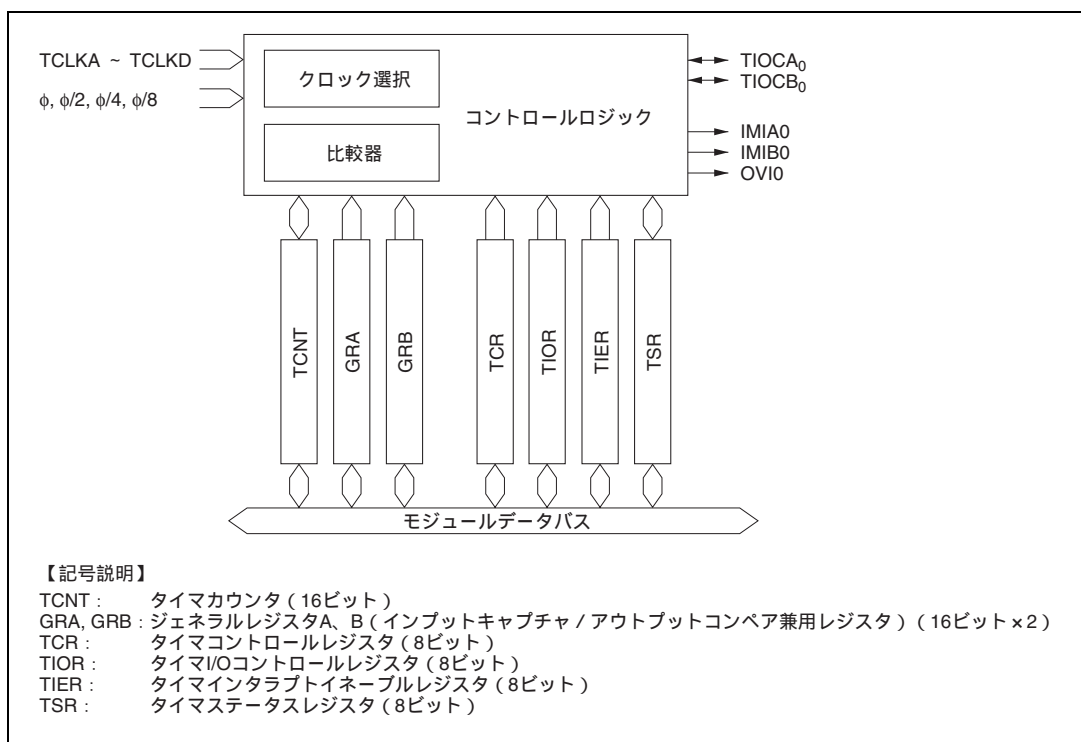 TCLKA ~ TCLKD
φ, φ/2, φ/4, φ/8
クロック選択
比較器
コントロールロジック
TIOCA0
TIOCB0
IMIA0
IMIB0
OVI0
TCNT
GRA
GRB
TCR
TIOR
TIER
TSR
モジュールデータバス
【記号説明】
TCNT : タイマカウンタ(16ビット)
GRA, GRB : ジェネラルレジスタA、B(インプットキャプチャ / アウトプットコンペア兼用レジスタ)(16ビット×2)
TCR : タイマコントロールレジスタ(8ビット)
TIOR : タイマI/Oコントロールレジスタ(8ビット)
TIER : タイマインタラプトイネーブルレジスタ(8ビット)
TSR : タイマステータスレジスタ(8ビット)